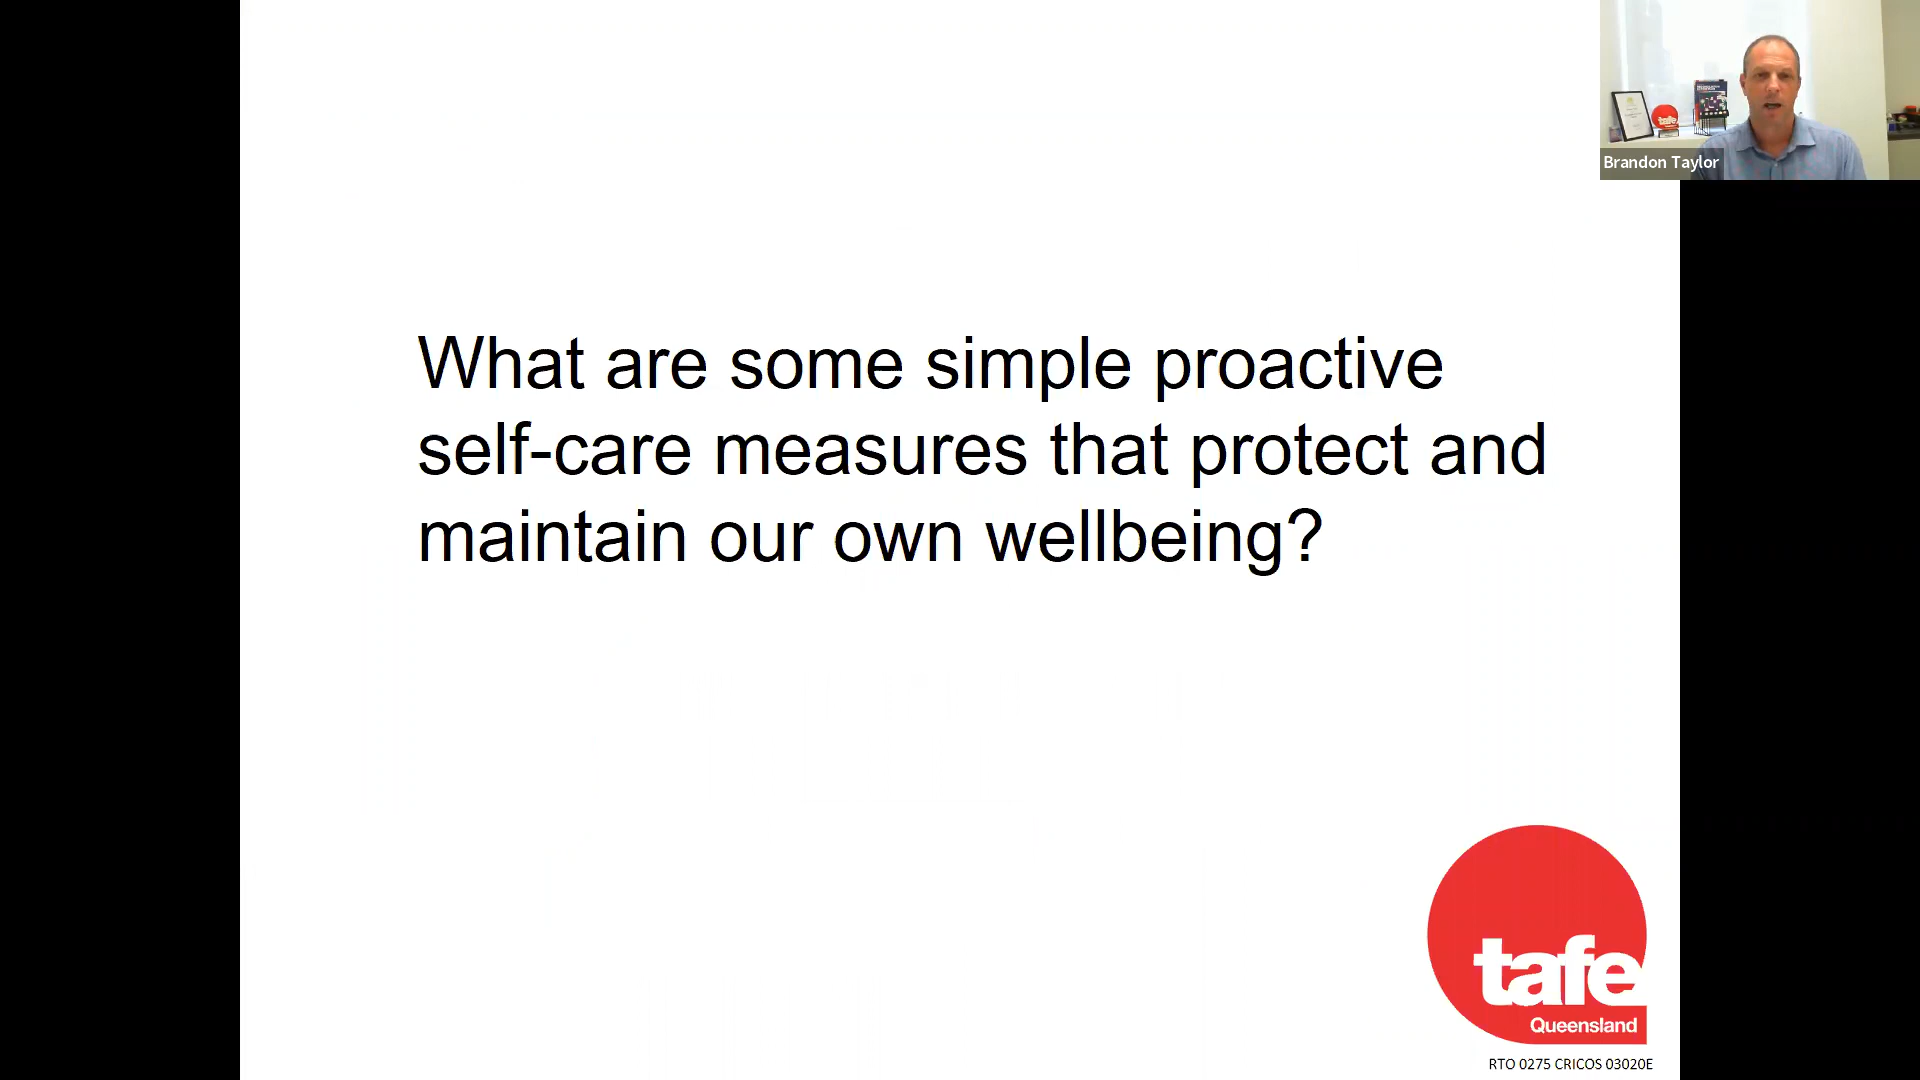 Brandon Taylor
What are some simple proactive
self-care measures that protect and
maintain our own wellbeing?
tafe
Queensland
RTO 0275 CRICOS 03020E
tafe